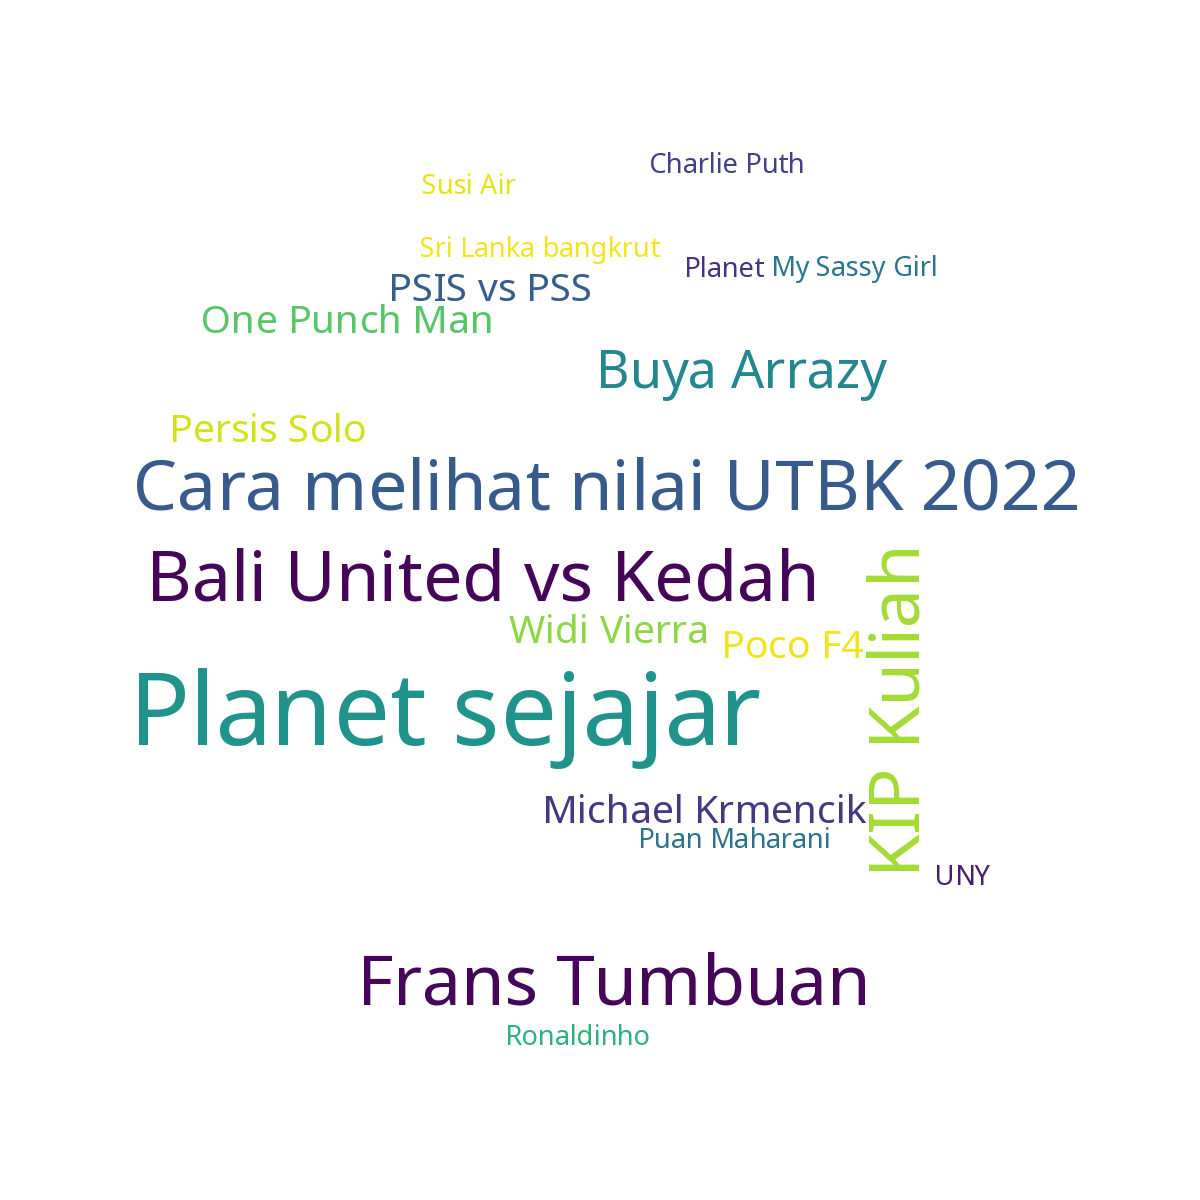 Charlie Puth
Susi Air
Sri Lanka bangkrut
Planet
My Sassy Girl
PSIS vs PSS
One Punch Man
Buya Arrazy
Persis Solo
Cara melihat nilai UTBK 2022
Bali United vs Kedah
Widi Vierra
Poco F4
KIP Kuliah
Planet sejajar
Michael Krmencik
Puan Maharani
UNY
Frans Tumbuan
Ronaldinho